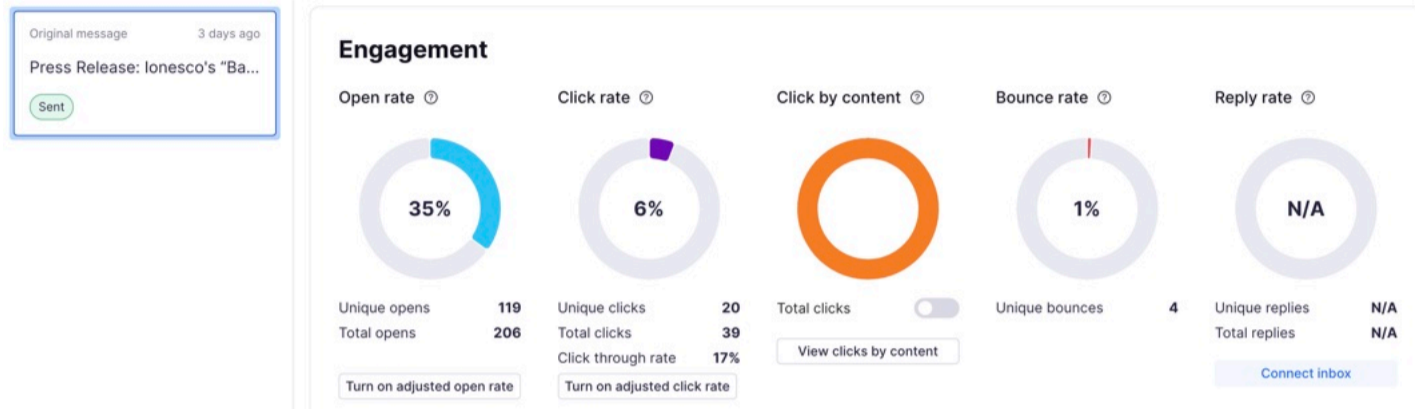 Original message 3 days ago
Press Release: Ionesco's "Ba...
Sent
Engagement
Open rate
35%
Unique opens 119
Total opens 206
Turn on adjusted open rate
Click rate
6%
Unique clicks 20
Total clicks 39
Click through rate 17%
Turn on adjusted click rate
Click by content
Total clicks
View clicks by content
Bounce rate
1%
Unique bounces 4
Reply rate
N/A
Unique replies N/A
Total replies N/A
Connect inbox